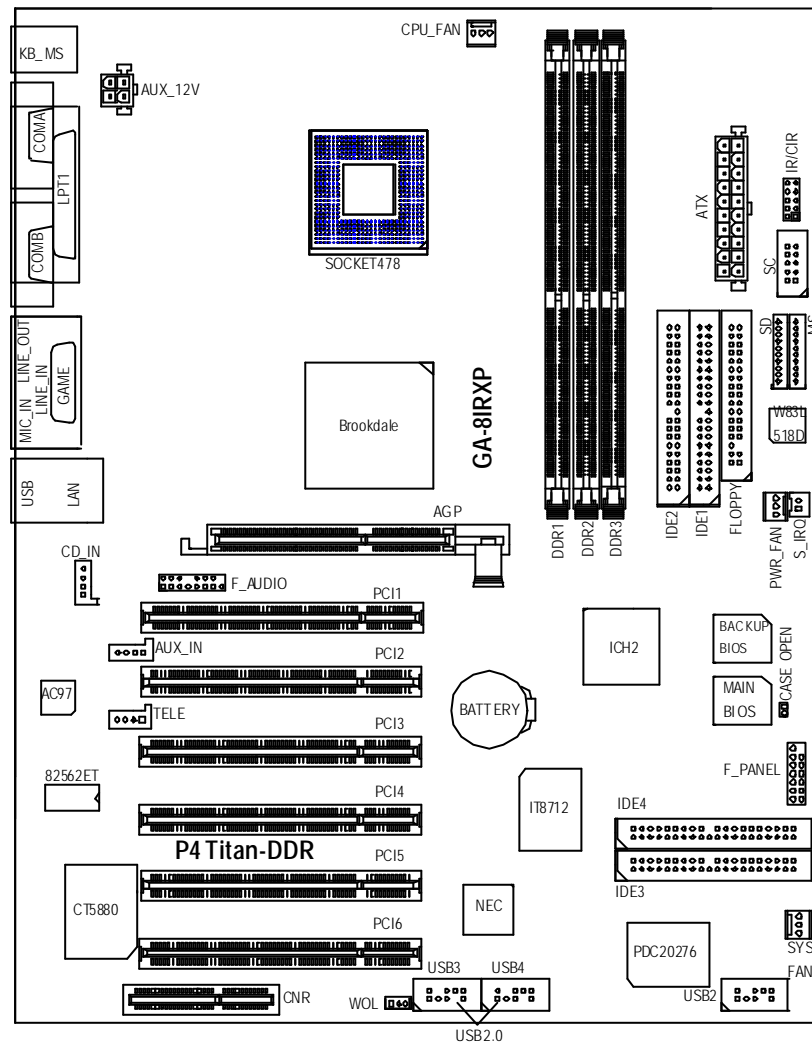 CPU_FAN
KB_MS
AUX_12V
COMA
LPT1
COMB
SOCKET478
ATX
IR/CIR
SC
SD
MS
W83L
518D
MIC_IN
LINE_OUT
LINE_IN
GAME
Brookdale
GA-8IRXP
USB
LAN
AGP
DDR1
DDR2
DDR3
IDE2
IDE1
FLOPPY
PWR_FAN
S_IRQ
CD_IN
F_AUDIO
PCI1
AUX_IN
PCI2
ICH2
BACKUP
BIOS
CASE OPEN
AC97
TELE
PCI3
BATTERY
MAIN
BIOS
82562ET
PCI4
IT8712
F_PANEL
IDE4
P4 Titan-DDR
PCI5
IDE3
CT5880
NEC
PCI6
PDC20276
SYS
FAN
USB3
USB4
USB2
CNR
WOL
USB2.0